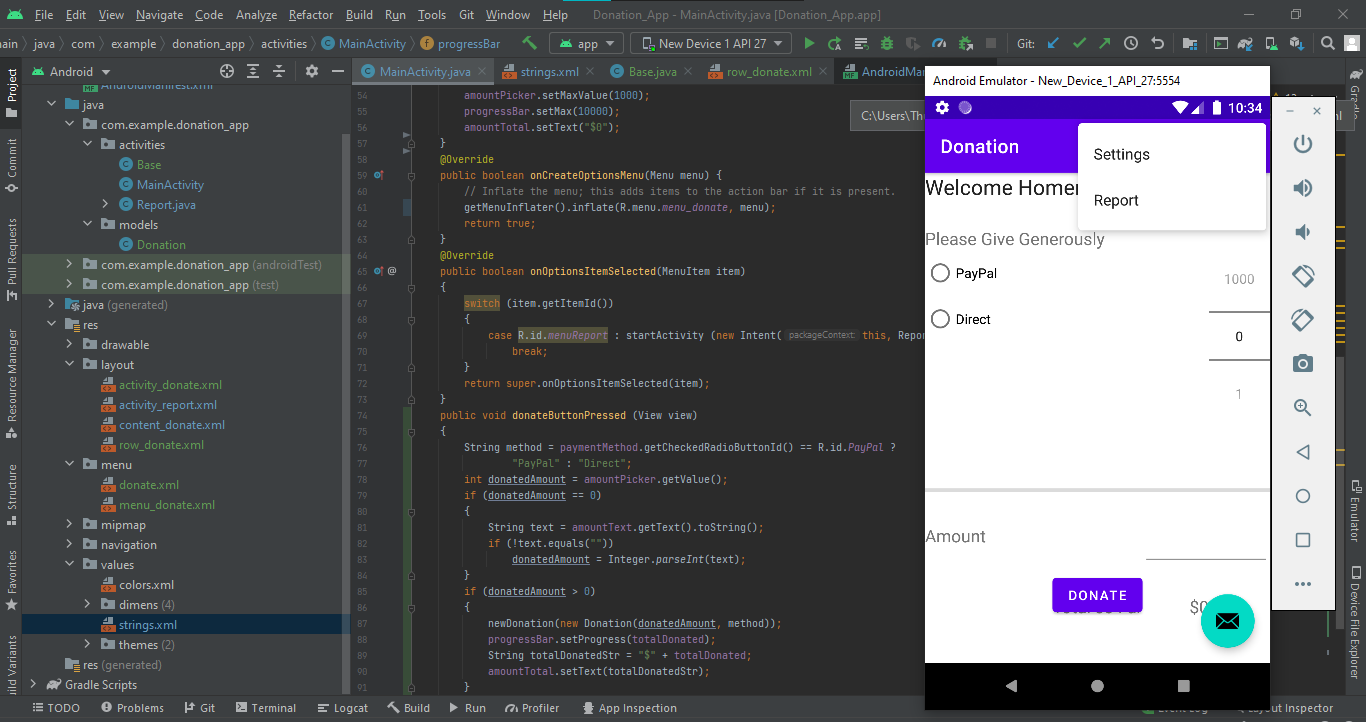 File Edit View Navigate Code Analyze Refactor Build Run Tools Git Window Help Donation_App - MainActivity.java [Donation_App.app]
java com example donation_app activities MainActivity progressBar app New Device 1 API 27 Git:
Android MainActivity.java strings.xml Base.java row_donate.xml
Project
Commit
Pull Requests
Resource Manager
Structure
Favorites
AndroidManifest.xml
java
com.example.donation_app
activities
Base
MainActivity
Report.java
models
Donation
com.example.donation_app (androidTest)
com.example.donation_app (test)
java (generated)
res
drawable
layout
activity_donate.xml
activity_report.xml
content_donate.xml
row_donate.xml
menu
donate.xml
menu_donate.xml
mipmap
navigation
values
colors.xml
dimens (4)
strings.xml
themes (2)
res (generated)
Gradle Scripts
54 amountPicker.setMaxValue(1000);
55 progressBar.setMax(10000);
56 amountTotal.setText("$0");
57 }
58 @Override
59 public boolean onCreateOptionsMenu(Menu menu) {
60 // Inflate the menu; this adds items to the action bar if it is present.
61 getMenuInflater().inflate(R.menu.menu_donate, menu);
62 return true;
63 }
64 @Override
65 public boolean onOptionsItemSelected(MenuItem item)
66 {
67 switch (item.getItemId())
68 {
69 case R.id.menuReport : startActivity (new Intent( packageContext this, Repor
70 break;
71 }
72 return super.onOptionsItemSelected(item);
73 }
74 public void donateButtonPressed (View view)
75 {
76 String method = paymentMethod.getCheckedRadioButtonId() == R.id.PayPal ?
77 "PayPal" : "Direct";
78 int donatedAmount = amountPicker.getValue();
79 if (donatedAmount == 0)
80 {
81 String text = amountText.getText().toString();
82 if (!text.equals(""))
83 donatedAmount = Integer.parseInt(text);
84 }
85 if (donatedAmount > 0)
86 {
87 newDonation(new Donation(donatedAmount, method));
88 progressBar.setProgress(totalDonated);
89 String totalDonatedStr = "$" + totalDonated;
90 amountTotal.setText(totalDonatedStr);
91 }
C:\Users\Th
Android Emulator - New_Device_1_API_27:5554
10:34
Donation
Settings
Report
Please Give Generously
PayPal
Direct
1000
0
1
Amount
DONATE
Gradle
Emulator
Device File Explorer
TODO Problems Git Terminal Logcat Build Run Profiler App Inspection